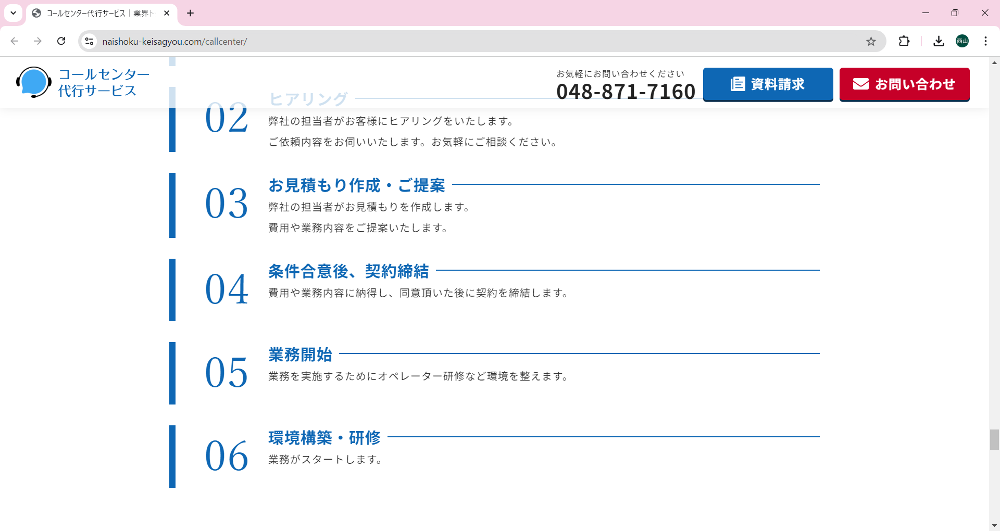 コールセンター代行サービス｜業界ト
naishoku-keisagyou.com/callcenter/
西山
コールセンター
代行サービス
お気軽にお問い合わせください
048-871-7160
資料請求
お問い合わせ
02
ヒアリング
弊社の担当者がお客様にヒアリングをいたします。
ご依頼内容をお伺いいたします。お気軽にご相談ください。
03
お見積もり作成・ご提案
弊社の担当者がお見積もりを作成します。
費用や業務内容をご提案いたします。
04
条件合意後、契約締結
費用や業務内容に納得し、同意頂いた後に契約を締結します。
05
業務開始
業務を実施するためにオペレーター研修など環境を整えます。
06
環境構築・研修
業務がスタートします。